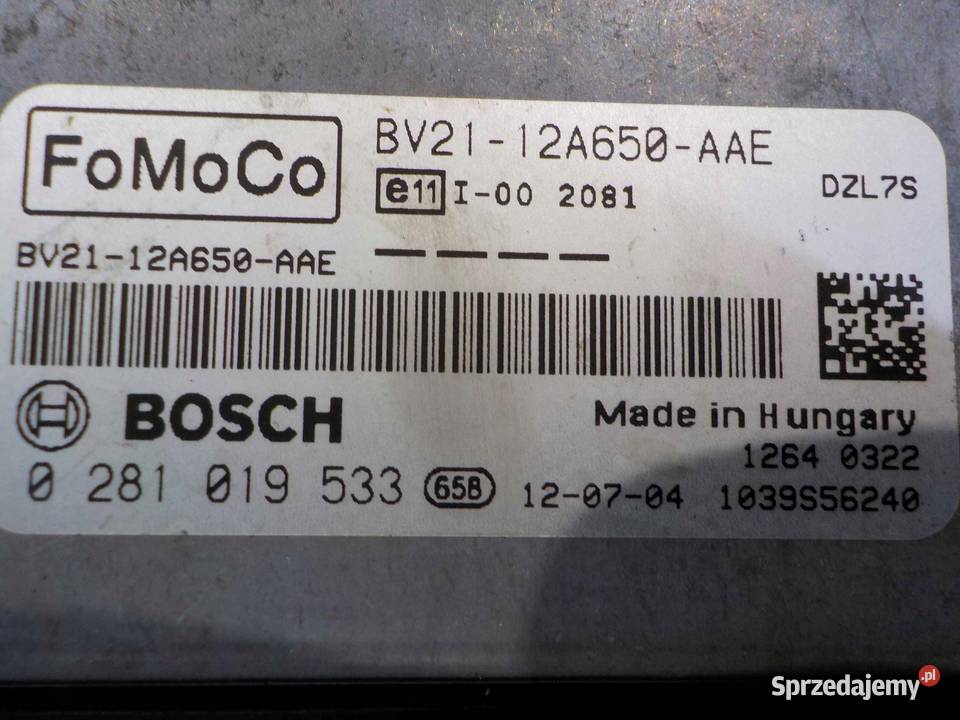 FoMoCo
BV21-12A650-AAE
e11 I-00 2081
DZL7S
BV21-12A650-AAE
BOSCH
Made in Hungary
1264 0322
0 281 019 533 658 12-07-04 1039S56240
Sprzedajemy.pl